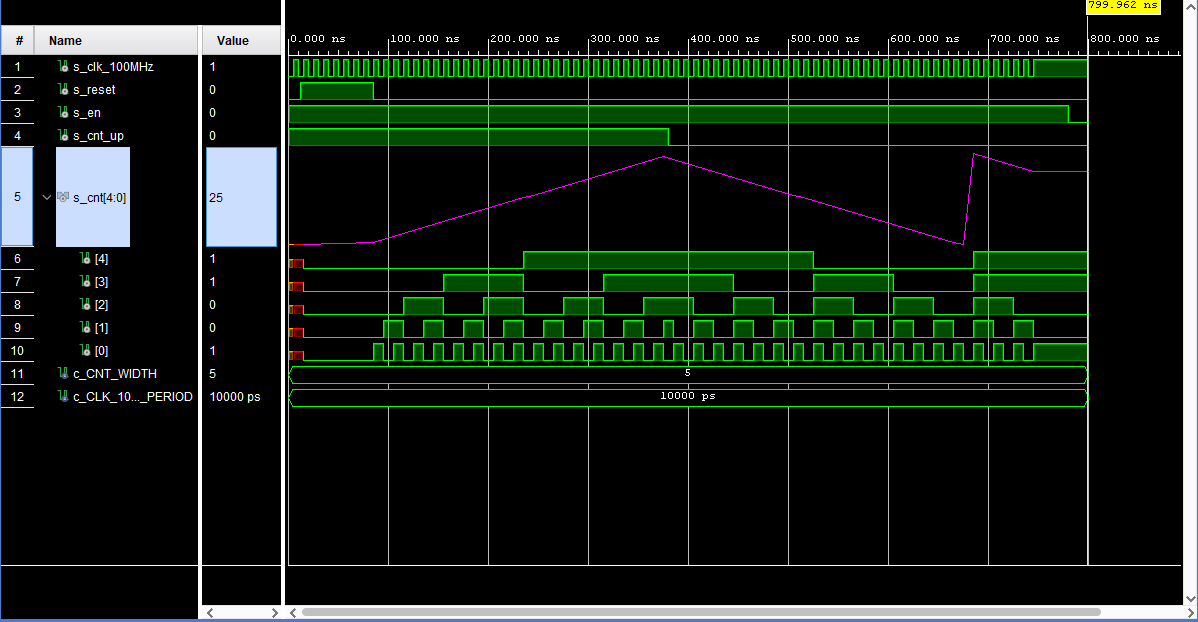 799.962 ns
# Name Value
0.000 ns 100.000 ns 200.000 ns 300.000 ns 400.000 ns 500.000 ns 600.000 ns 700.000 ns 800.000 ns
1 s_clk_100MHz 1
2 s_reset 0
3 s_en 0
4 s_cnt_up 0
5 s_cnt[4:0] 25
6 [4] 1
7 [3] 1
8 [2] 0
9 [1] 0
10 [0] 1
11 c_CNT_WIDTH 5 5
12 c_CLK_10..._PERIOD 10000 ps 10000 ps